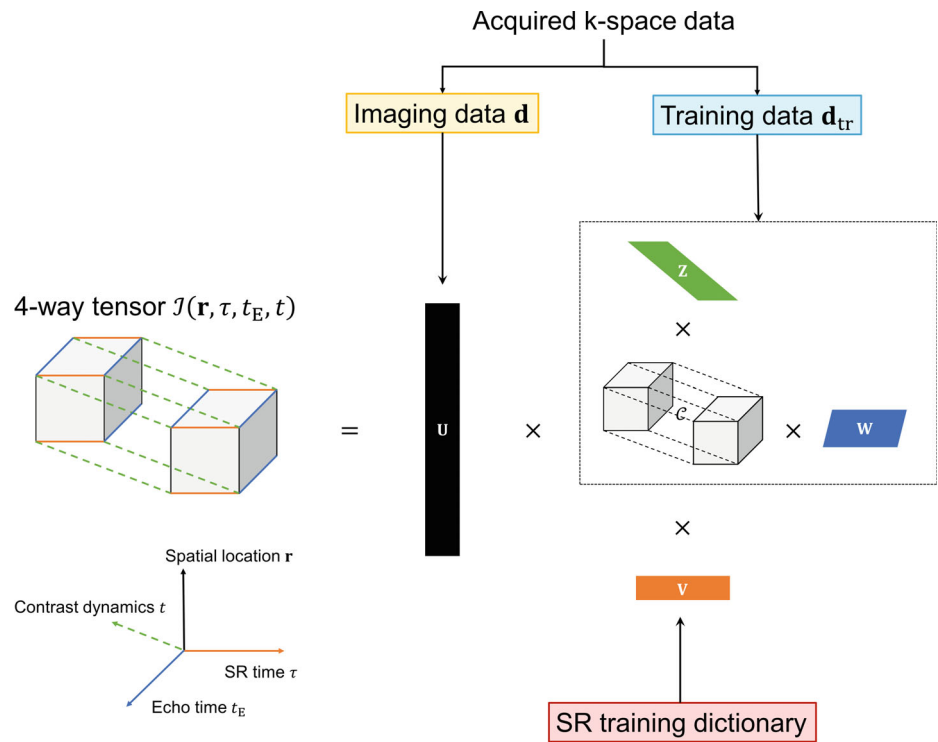 Acquired k-space data
Imaging data d
Training data d_tr
Z
×
4-way tensor 𝒥(r, τ, t_E, t)
=
U
×
𝒞
×
W
×
Spatial location r
V
Contrast dynamics t
SR time τ
Echo time t_E
SR training dictionary